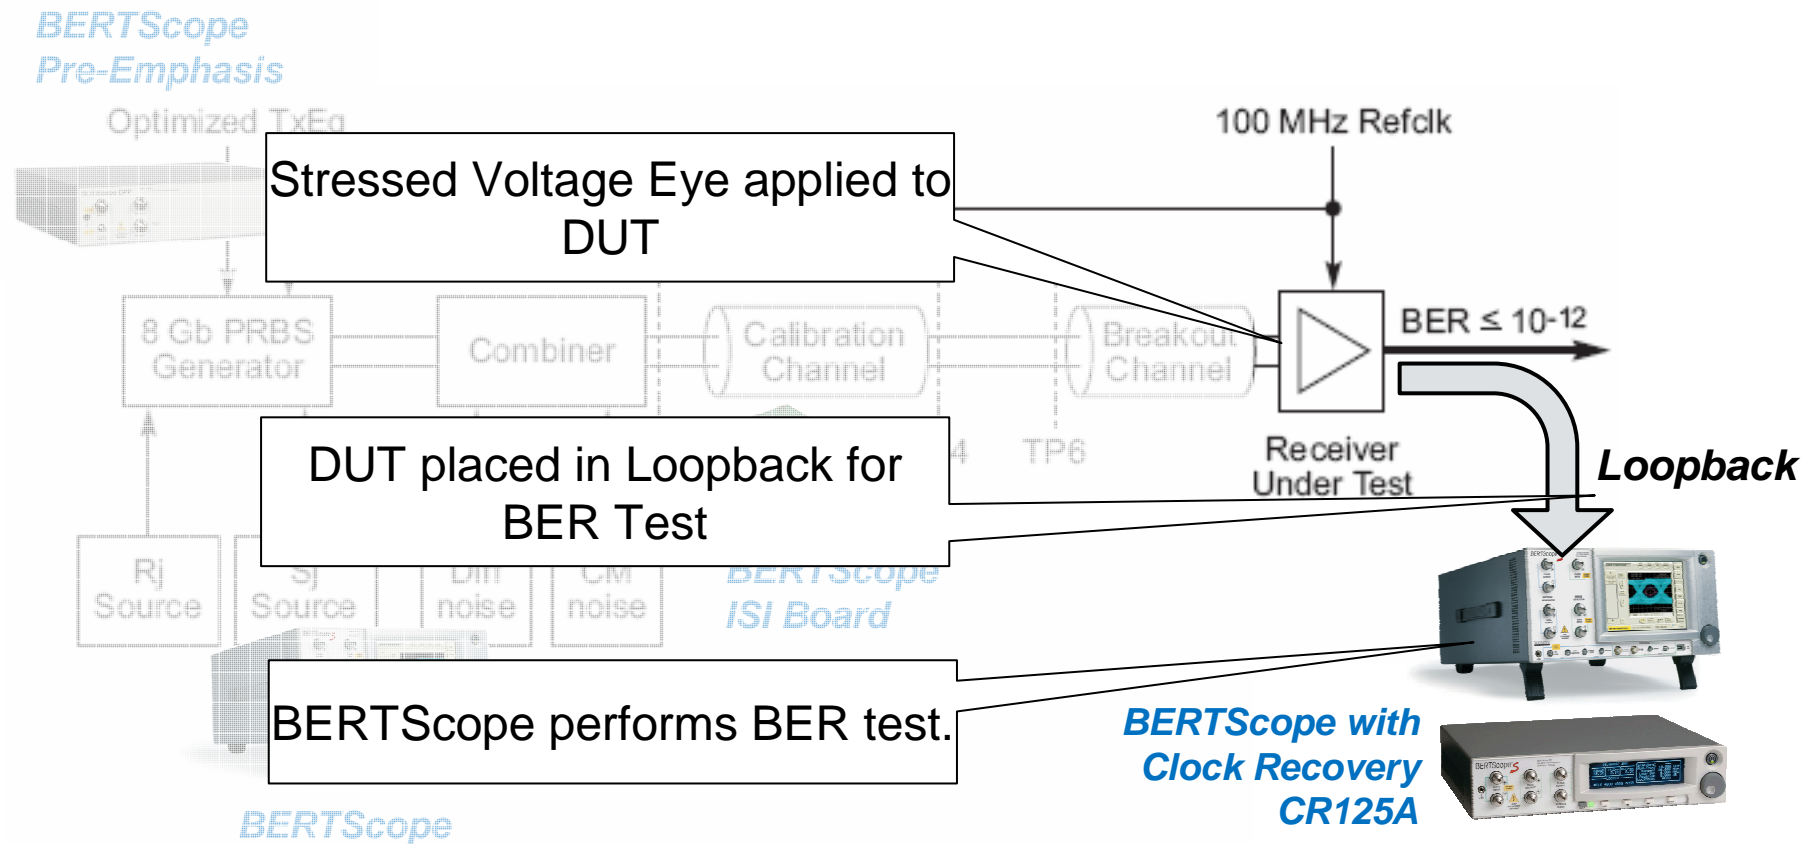 BERTScope
Pre-Emphasis
Optimized TxEq
100 MHz Refclk
Stressed Voltage Eye applied to
DUT
8 Gb PRBS
Generator
Combiner
Calibration
Channel
Breakout
Channel
BER ≤ 10-12
4
TP6
Receiver
Under Test
Loopback
DUT placed in Loopback for
BER Test
Rj
Source
Sj
Source
Diff
noise
CM
noise
BERTScope
ISI Board
BERTScope performs BER test.
BERTScope with
Clock Recovery
CR125A
BERTScope S
BERTScope